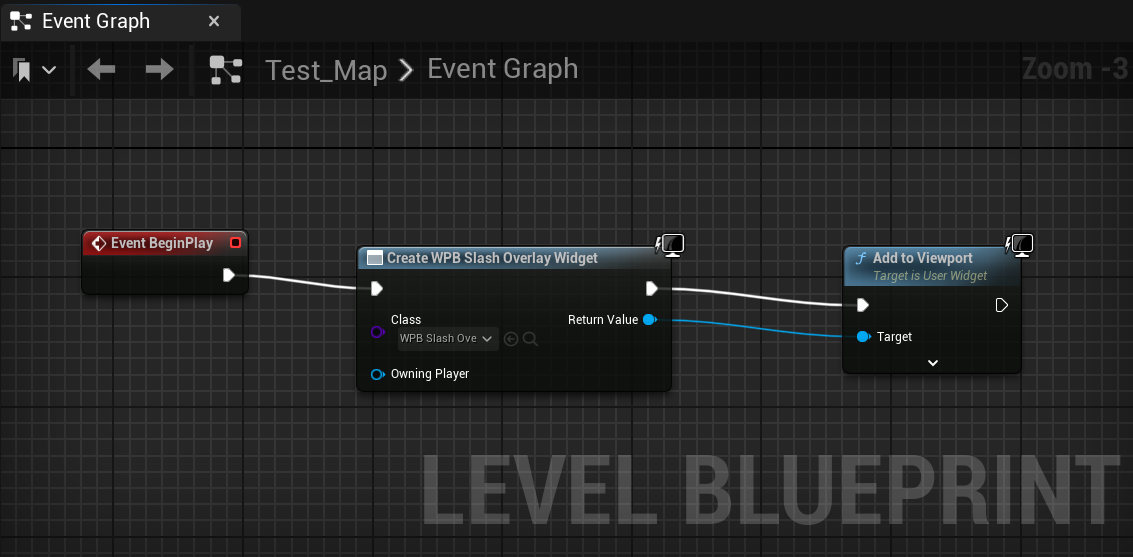 Event Graph
Test_Map > Event Graph
Zoom -3
Event BeginPlay
Create WPB Slash Overlay Widget
Class
WPB Slash Ove
Return Value
Owning Player
Add to Viewport
Target is User Widget
Target
LEVEL BLUEPRINT